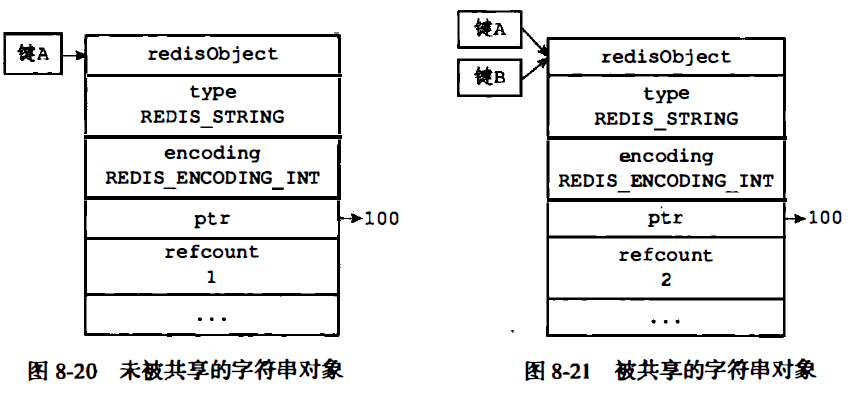 键A
redisObject
type
REDIS_STRING
encoding
REDIS_ENCODING_INT
ptr
100
refcount
1
...
图 8-20 未被共享的字符串对象
键A
键B
redisObject
type
REDIS_STRING
encoding
REDIS_ENCODING_INT
ptr
100
refcount
2
...
图 8-21 被共享的字符串对象